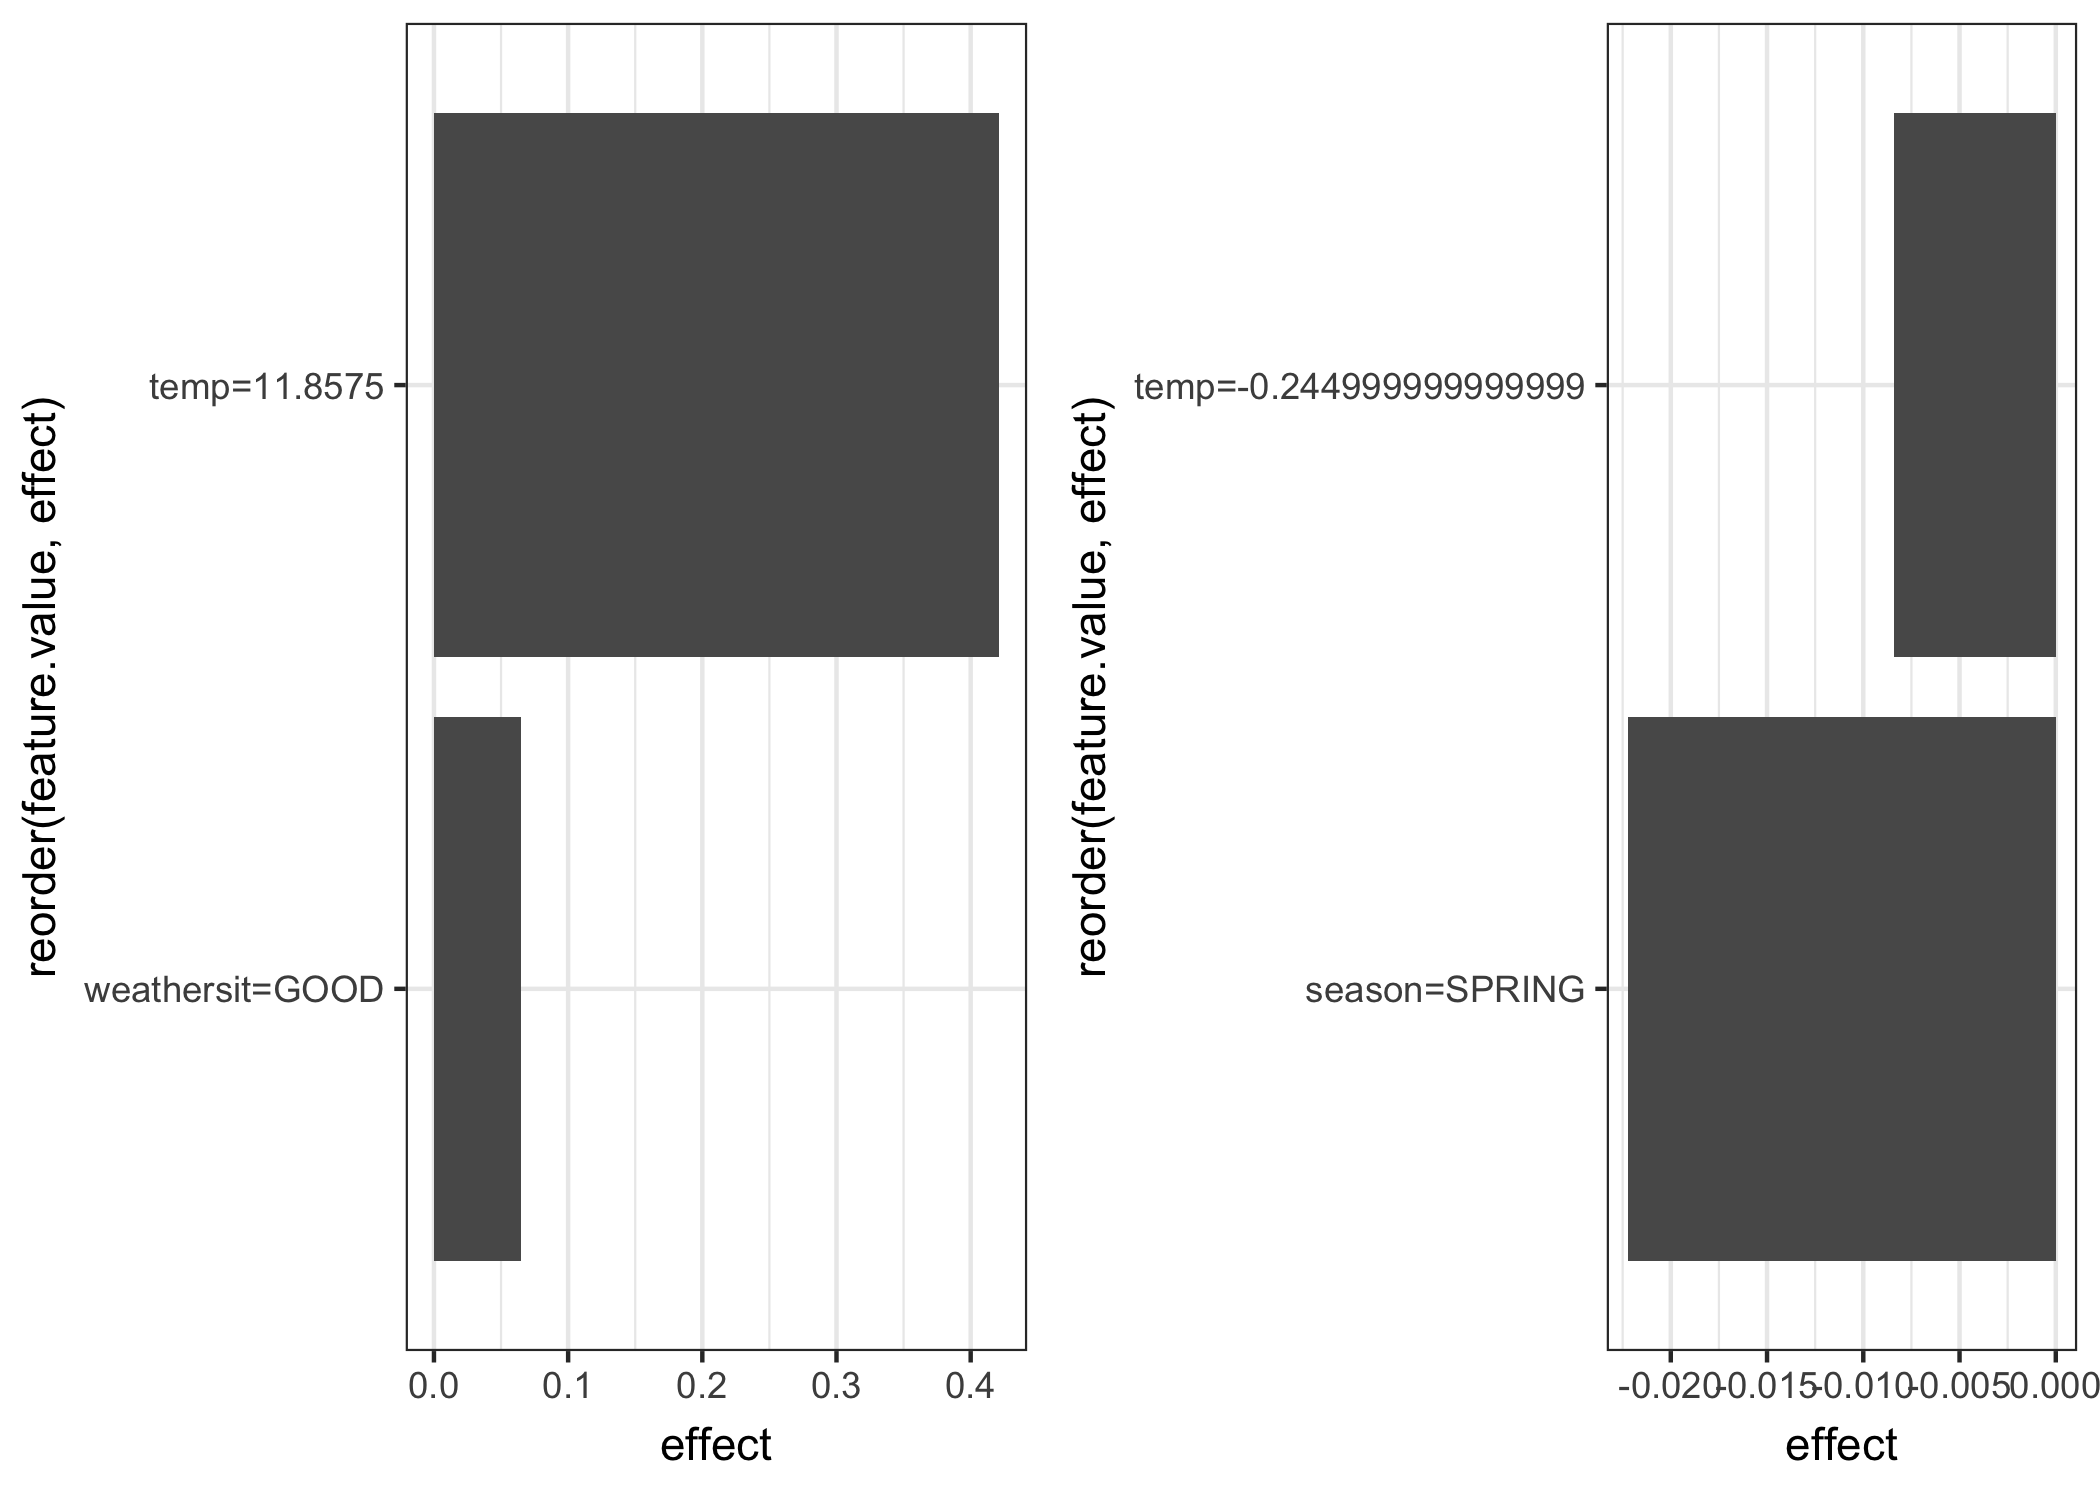 reorder(feature.value, effect)
temp=11.8575
weathersit=GOOD
0.0 0.1 0.2 0.3 0.4
effect
reorder(feature.value, effect)
temp=-0.244999999999999
season=SPRING
-0.020 -0.015 -0.010 -0.005 0.000
effect